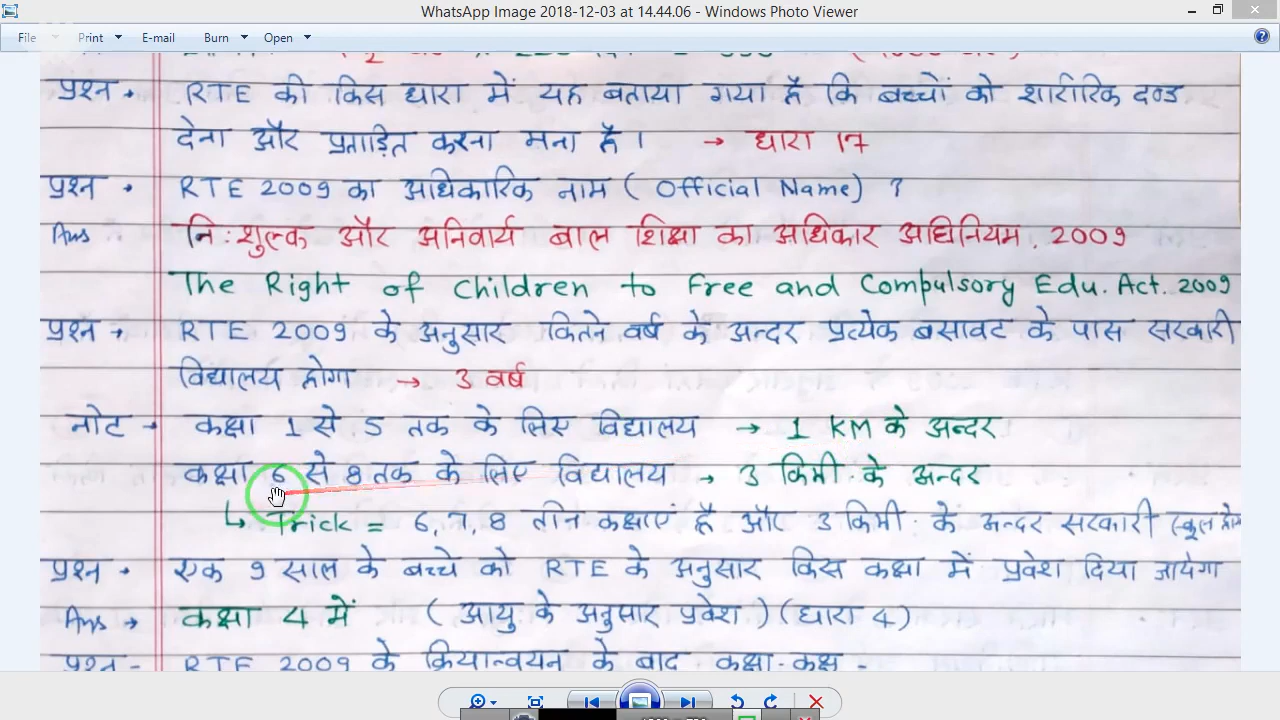 WhatsApp Image 2018-12-03 at 14.44.06 - Windows Photo Viewer
File Print E-mail Burn Open
प्रश्न - RTE की किस धारा में यह बताया गया है कि बच्चों को शारीरिक दण्ड
देना और प्रताड़ित करना मना है । → धारा 17
प्रश्न - RTE 2009 का अधिकारिक नाम ( Official Name) ?
Ans नि:शुल्क और अनिवार्य बाल शिक्षा का अधिकार अधिनियम. 2009
The Right of Children to Free and Compulsory Edu. Act. 2009
प्रश्न - RTE 2009 के अनुसार कितने वर्ष के अन्दर प्रत्येक बसावट के पास सरकारी
विद्यालय होगा → 3 वर्ष
नोट - कक्षा 1 से 5 तक के लिए विद्यालय → 1 KM के अन्दर
कक्षा 6 से 8 तक के लिए विद्यालय → 3 किमी के अन्दर
↳ Trick = 6, 7, 8 तीन कक्षाएं है और 3 किमी. के अन्दर सरकारी स्कूल
प्रश्न - एक 9 साल के बच्चे को RTE के अनुसार किस कक्षा में प्रवेश दिया जायेगा
Ans → कक्षा 4 में ( आयु के अनुसार प्रवेश ) (धारा 4)
प्रश्न - RTE 2009 के क्रियान्वयन के बाद कक्षा-कक्ष -